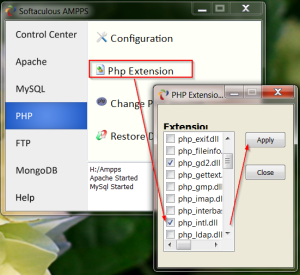 Softaculous AMPPS
Control Center
Apache
MySQL
PHP
FTP
MongoDB
Help
Configuration
Php Extension
Change P
Restore D
H:/Ampps
Apache Started
MySql Started
PHP Extensio...
Extension
php_exif.dll
php_fileinfo.
php_gd2.dll
php_gettext.
php_gmp.dll
php_imap.dll
php_interbas
php_intl.dll
php_ldap.dll
Apply
Close